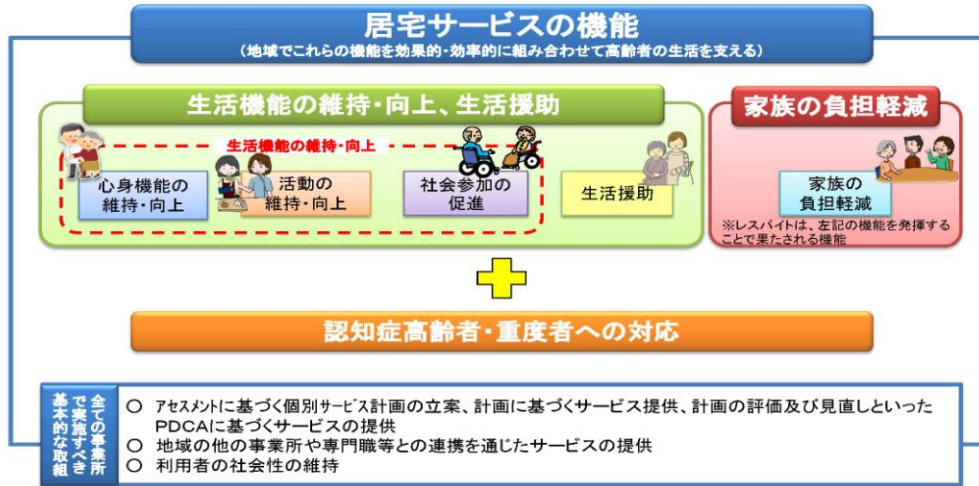 居宅サービスの機能
(地域でこれらの機能を効果的・効率的に組み合わせて高齢者の生活を支える)
生活機能の維持・向上、生活援助
家族の負担軽減
生活機能の維持・向上
心身機能の
維持・向上
活動の
維持・向上
社会参加の
促進
生活援助
家族の
負担軽減
※レスパイトは、左記の機能を発揮する
ことで果たされる機能
認知症高齢者・重度者への対応
全ての事業所
で実施すべき
基本的な取組
○ アセスメントに基づく個別サービス計画の立案、計画に基づくサービス提供、計画の評価及び見直しといった
PDCAに基づくサービスの提供
○ 地域の他の事業所や専門職等との連携を通じたサービスの提供
○ 利用者の社会性の維持